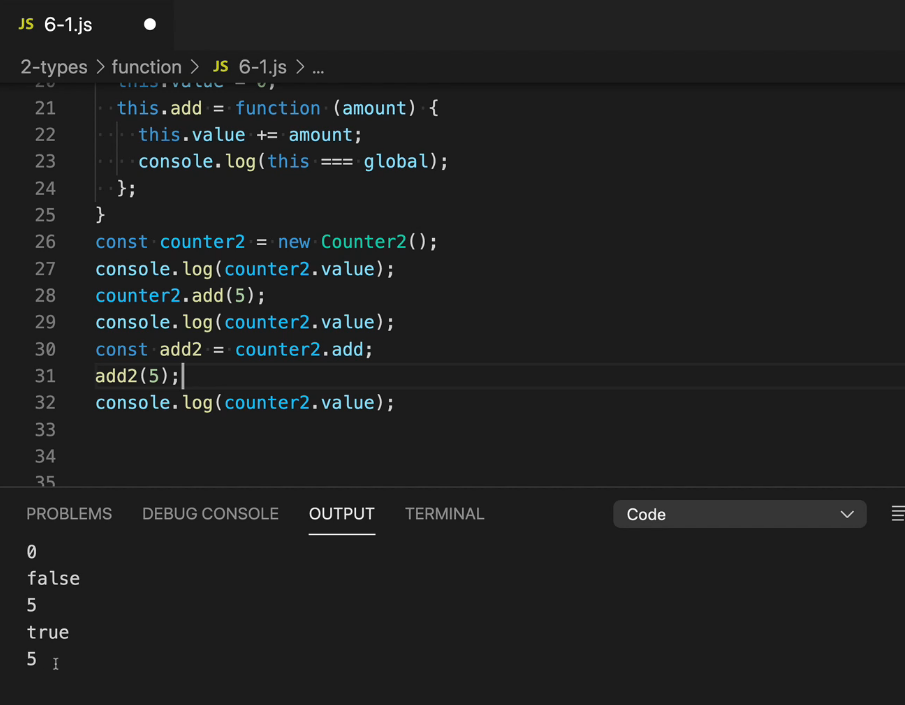 JS 6-1.js
2-types > function > JS 6-1.js > ...
20 this.value = 0;
21 this.add = function (amount) {
22 this.value += amount;
23 console.log(this === global);
24 };
25 }
26 const counter2 = new Counter2();
27 console.log(counter2.value);
28 counter2.add(5);
29 console.log(counter2.value);
30 const add2 = counter2.add;
31 add2(5);
32 console.log(counter2.value);
33
34
35
PROBLEMS DEBUG CONSOLE OUTPUT TERMINAL Code
0
false
5
true
5